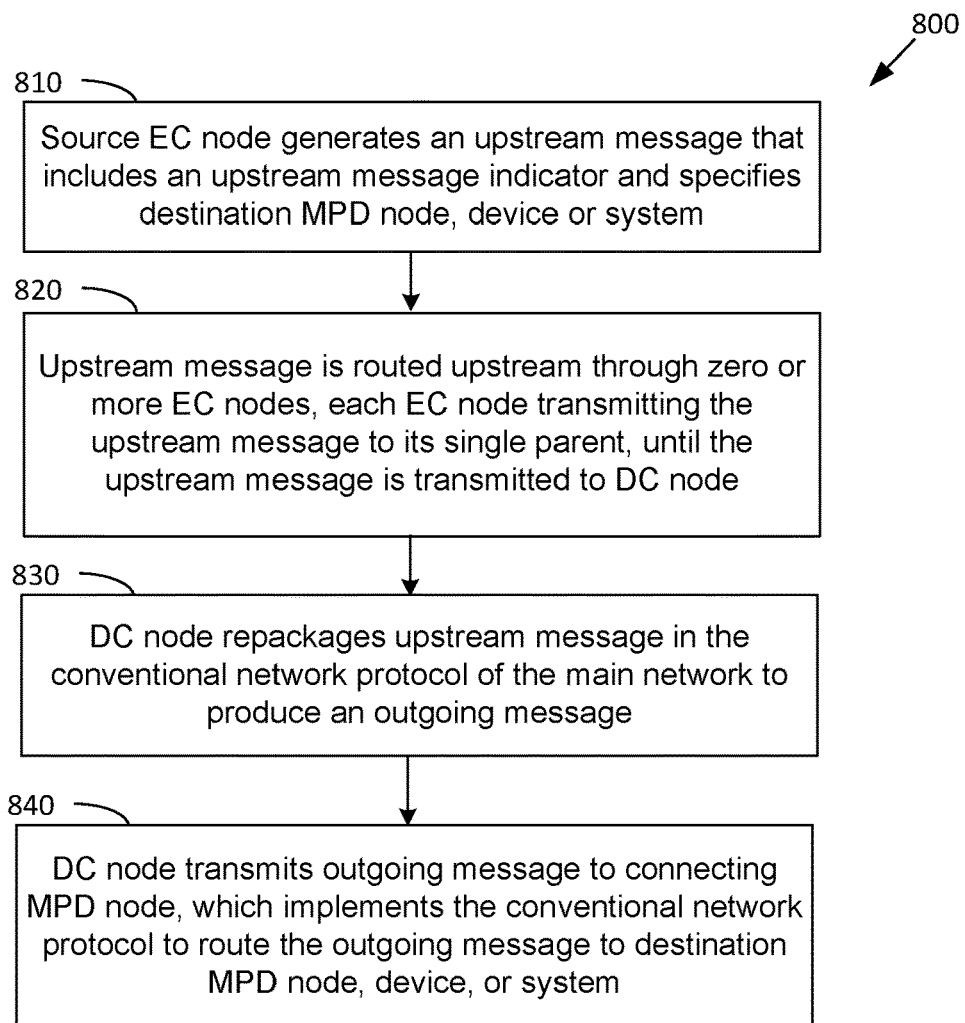 800
810
Source EC node generates an upstream message that
includes an upstream message indicator and specifies
destination MPD node, device or system
820
Upstream message is routed upstream through zero or
more EC nodes, each EC node transmitting the
upstream message to its single parent, until the
upstream message is transmitted to DC node
830
DC node repackages upstream message in the
conventional network protocol of the main network to
produce an outgoing message
840
DC node transmits outgoing message to connecting
MPD node, which implements the conventional network
protocol to route the outgoing message to destination
MPD node, device, or system